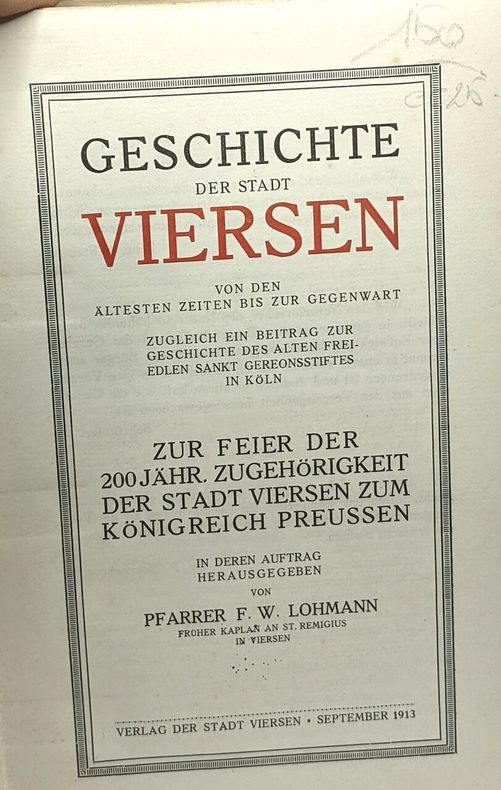 150
GESCHICHTE
DER STADT
VIERSEN
VON DEN
ÄLTESTEN ZEITEN BIS ZUR GEGENWART
ZUGLEICH EIN BEITRAG ZUR
GESCHICHTE DES ALTEN FREI-
EDLEN SANKT GEREONSSTIFTES
IN KÖLN
ZUR FEIER DER
200 JÄHR. ZUGEHÖRIGKEIT
DER STADT VIERSEN ZUM
KÖNIGREICH PREUSSEN
IN DEREN AUFTRAG
HERAUSGEGEBEN
VON
PFARRER F. W. LOHMANN
FRÜHER KAPLAN AN ST. REMIGIUS
IN VIERSEN
VERLAG DER STADT VIERSEN • SEPTEMBER 1913